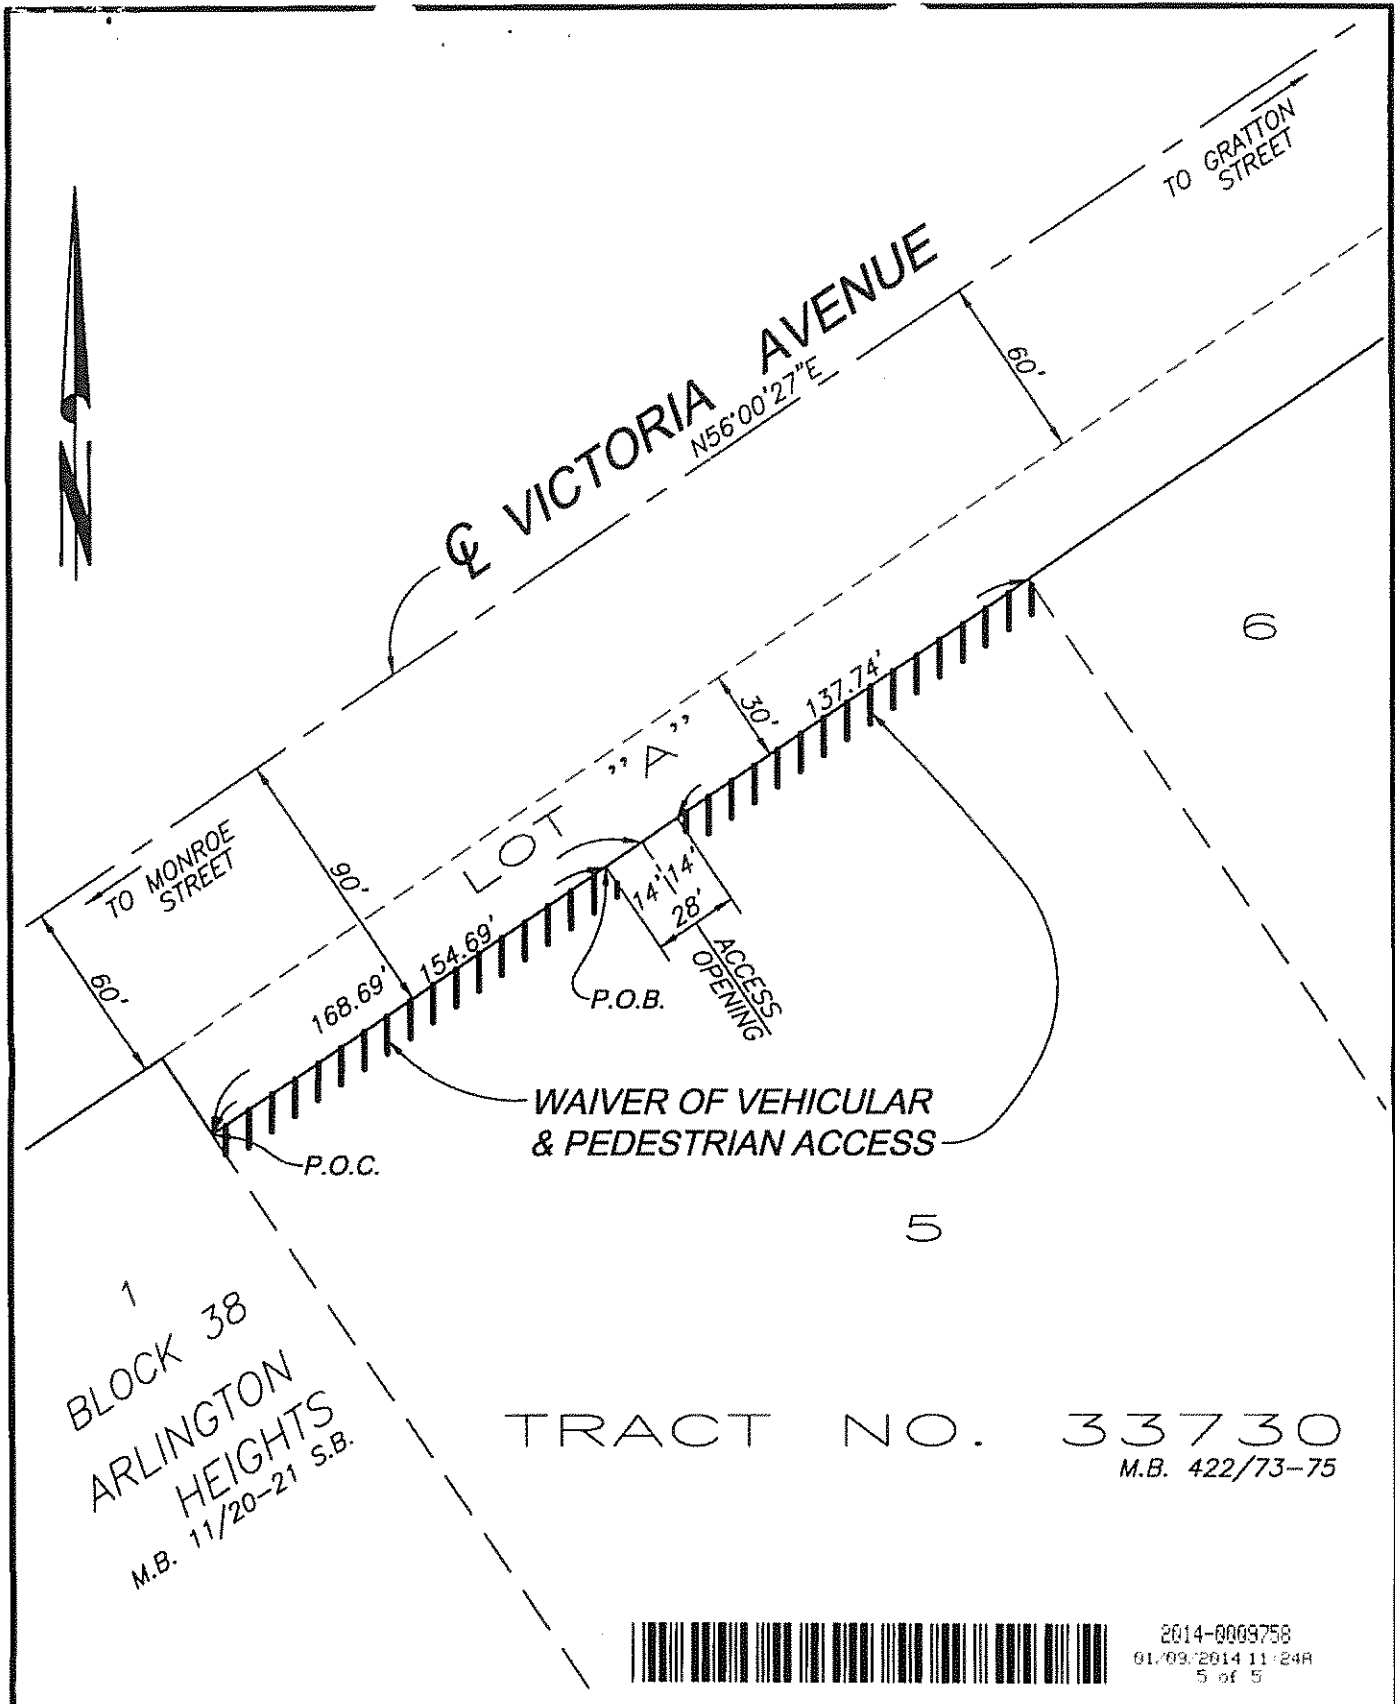 TO GRATTON
STREET
℄ VICTORIA AVENUE
N56°00'27"E
60'
6
137.74'
30'
LOT "A"
TO MONROE
STREET
90'
60'
14'
14'
28'
ACCESS
OPENING
154.69'
168.69'
P.O.B.
WAIVER OF VEHICULAR
& PEDESTRIAN ACCESS
P.O.C.
5
1
BLOCK 38
ARLINGTON
HEIGHTS
M.B. 11/20-21 S.B.
TRACT NO. 33730
M.B. 422/73-75
N
2014-0009758
01/09/2014 11:24A
5 of 5